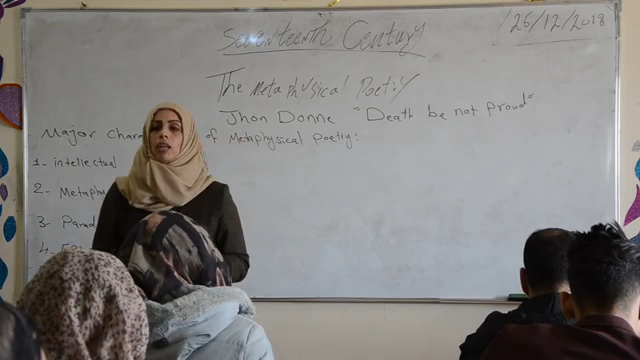 26/12/2018
Seventeenth Century
The Metaphysical Poetry
Jhon Donne "Death be not proud"
Major Chara of Metaphysical Poetry:
1- intellectual
2- Metaph
3- Parad
4-